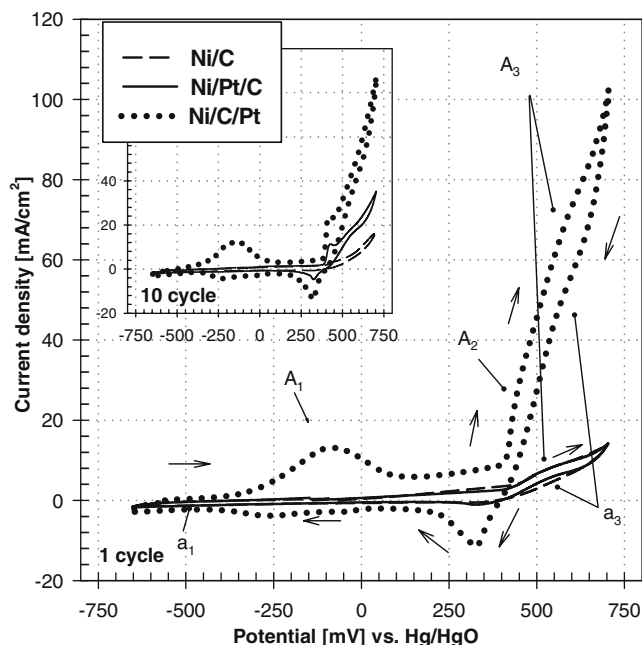 120
100
80
60
40
20
0
-20
Current density [mA/cm²]
Ni/C
Ni/Pt/C
Ni/C/Pt
40
20
0
-20
10 cycle
-750 -500 -250 0 250 500 750
A₃
A₂
A₁
a₁
a₃
1 cycle
-750 -500 -250 0 250 500 750
Potential [mV] vs. Hg/HgO